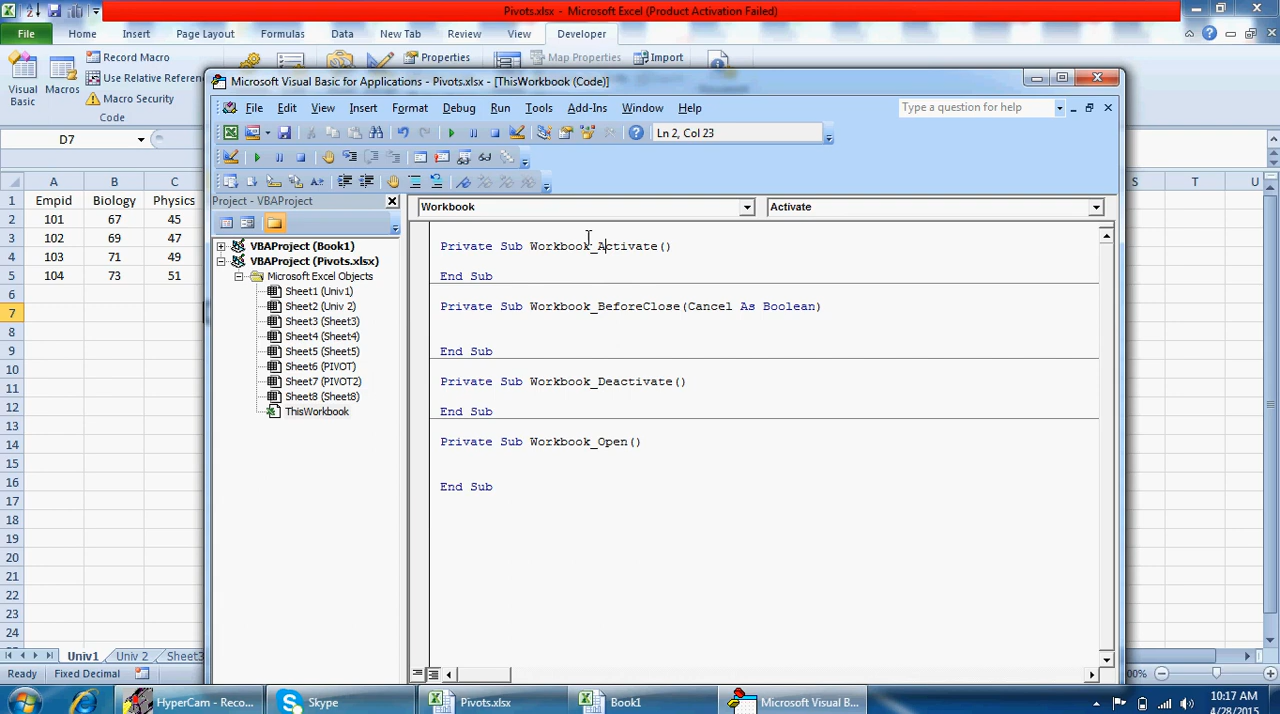 Pivots.xlsx - Microsoft Excel (Product Activation Failed)
File Home Insert Page Layout Formulas Data New Tab Review View Developer
Visual Basic
Macros
Record Macro
Use Relative Referen
Macro Security
Code
Properties
Map Properties
Import
Microsoft Visual Basic for Applications - Pivots.xlsx - [ThisWorkbook (Code)]
File Edit View Insert Format Debug Run Tools Add-Ins Window Help
Type a question for help
Ln 2, Col 23
D7
A B C S T U
1 Empid Biology Physics
2 101 67 45
3 102 69 47
4 103 71 49
5 104 73 51
6
7
8
9
10
11
12
13
14
15
16
17
18
19
20
21
22
23
24
Project - VBAProject
VBAProject (Book1)
VBAProject (Pivots.xlsx)
Microsoft Excel Objects
Sheet1 (Univ1)
Sheet2 (Univ 2)
Sheet3 (Sheet3)
Sheet4 (Sheet4)
Sheet5 (Sheet5)
Sheet6 (PIVOT)
Sheet7 (PIVOT2)
Sheet8 (Sheet8)
ThisWorkbook
Workbook
Activate
Private Sub Workbook_Activate()
End Sub
Private Sub Workbook_BeforeClose(Cancel As Boolean)
End Sub
Private Sub Workbook_Deactivate()
End Sub
Private Sub Workbook_Open()
End Sub
Univ1 Univ 2 Sheet3
Ready Fixed Decimal
00%
HyperCam - Reco...
Skype
Pivots.xlsx
Book1
Microsoft Visual B...
10:17 AM
4/28/2015